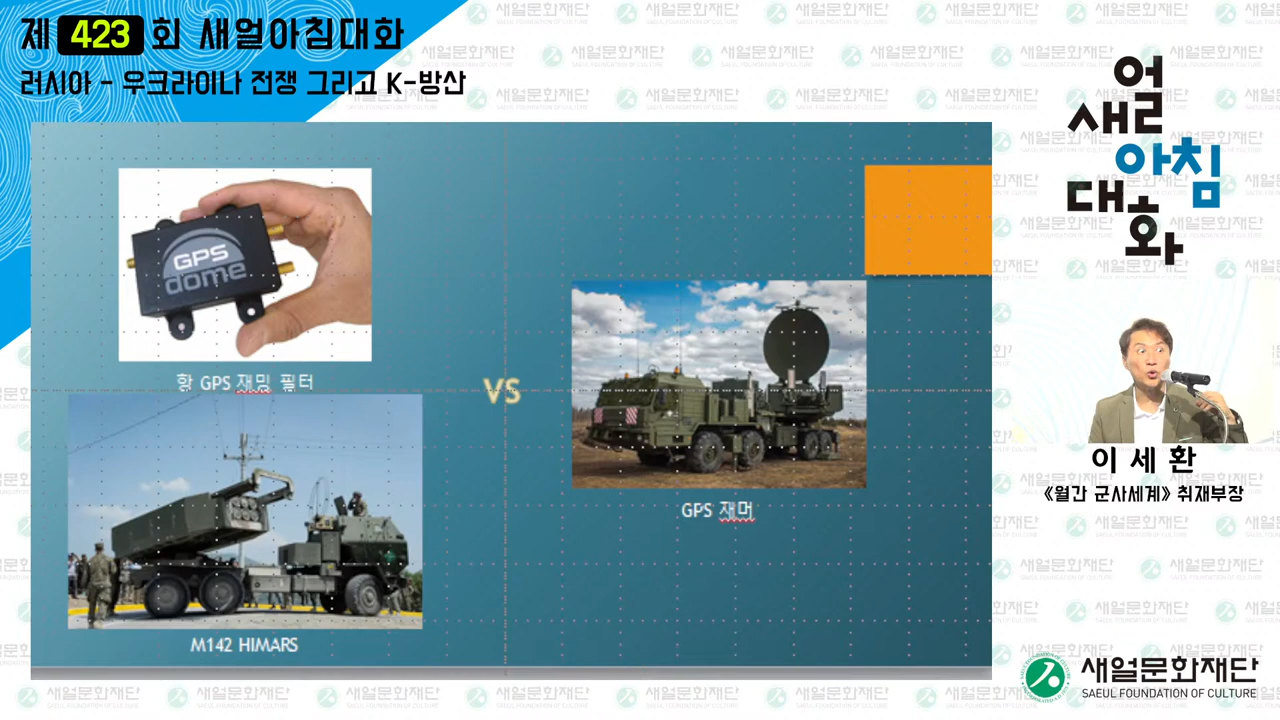 제 423 회 새얼아침대화
러시아 - 우크라이나 전쟁 그리고 K-방산
얼
새
아침
대화
GPS
dome
항 GPS 재밍 필터
VS
GPS 재머
M142 HIMARS
이 세 환
《월간 군사세계》 취재부장
새얼문화재단
SAEUL FOUNDATION OF CULTURE